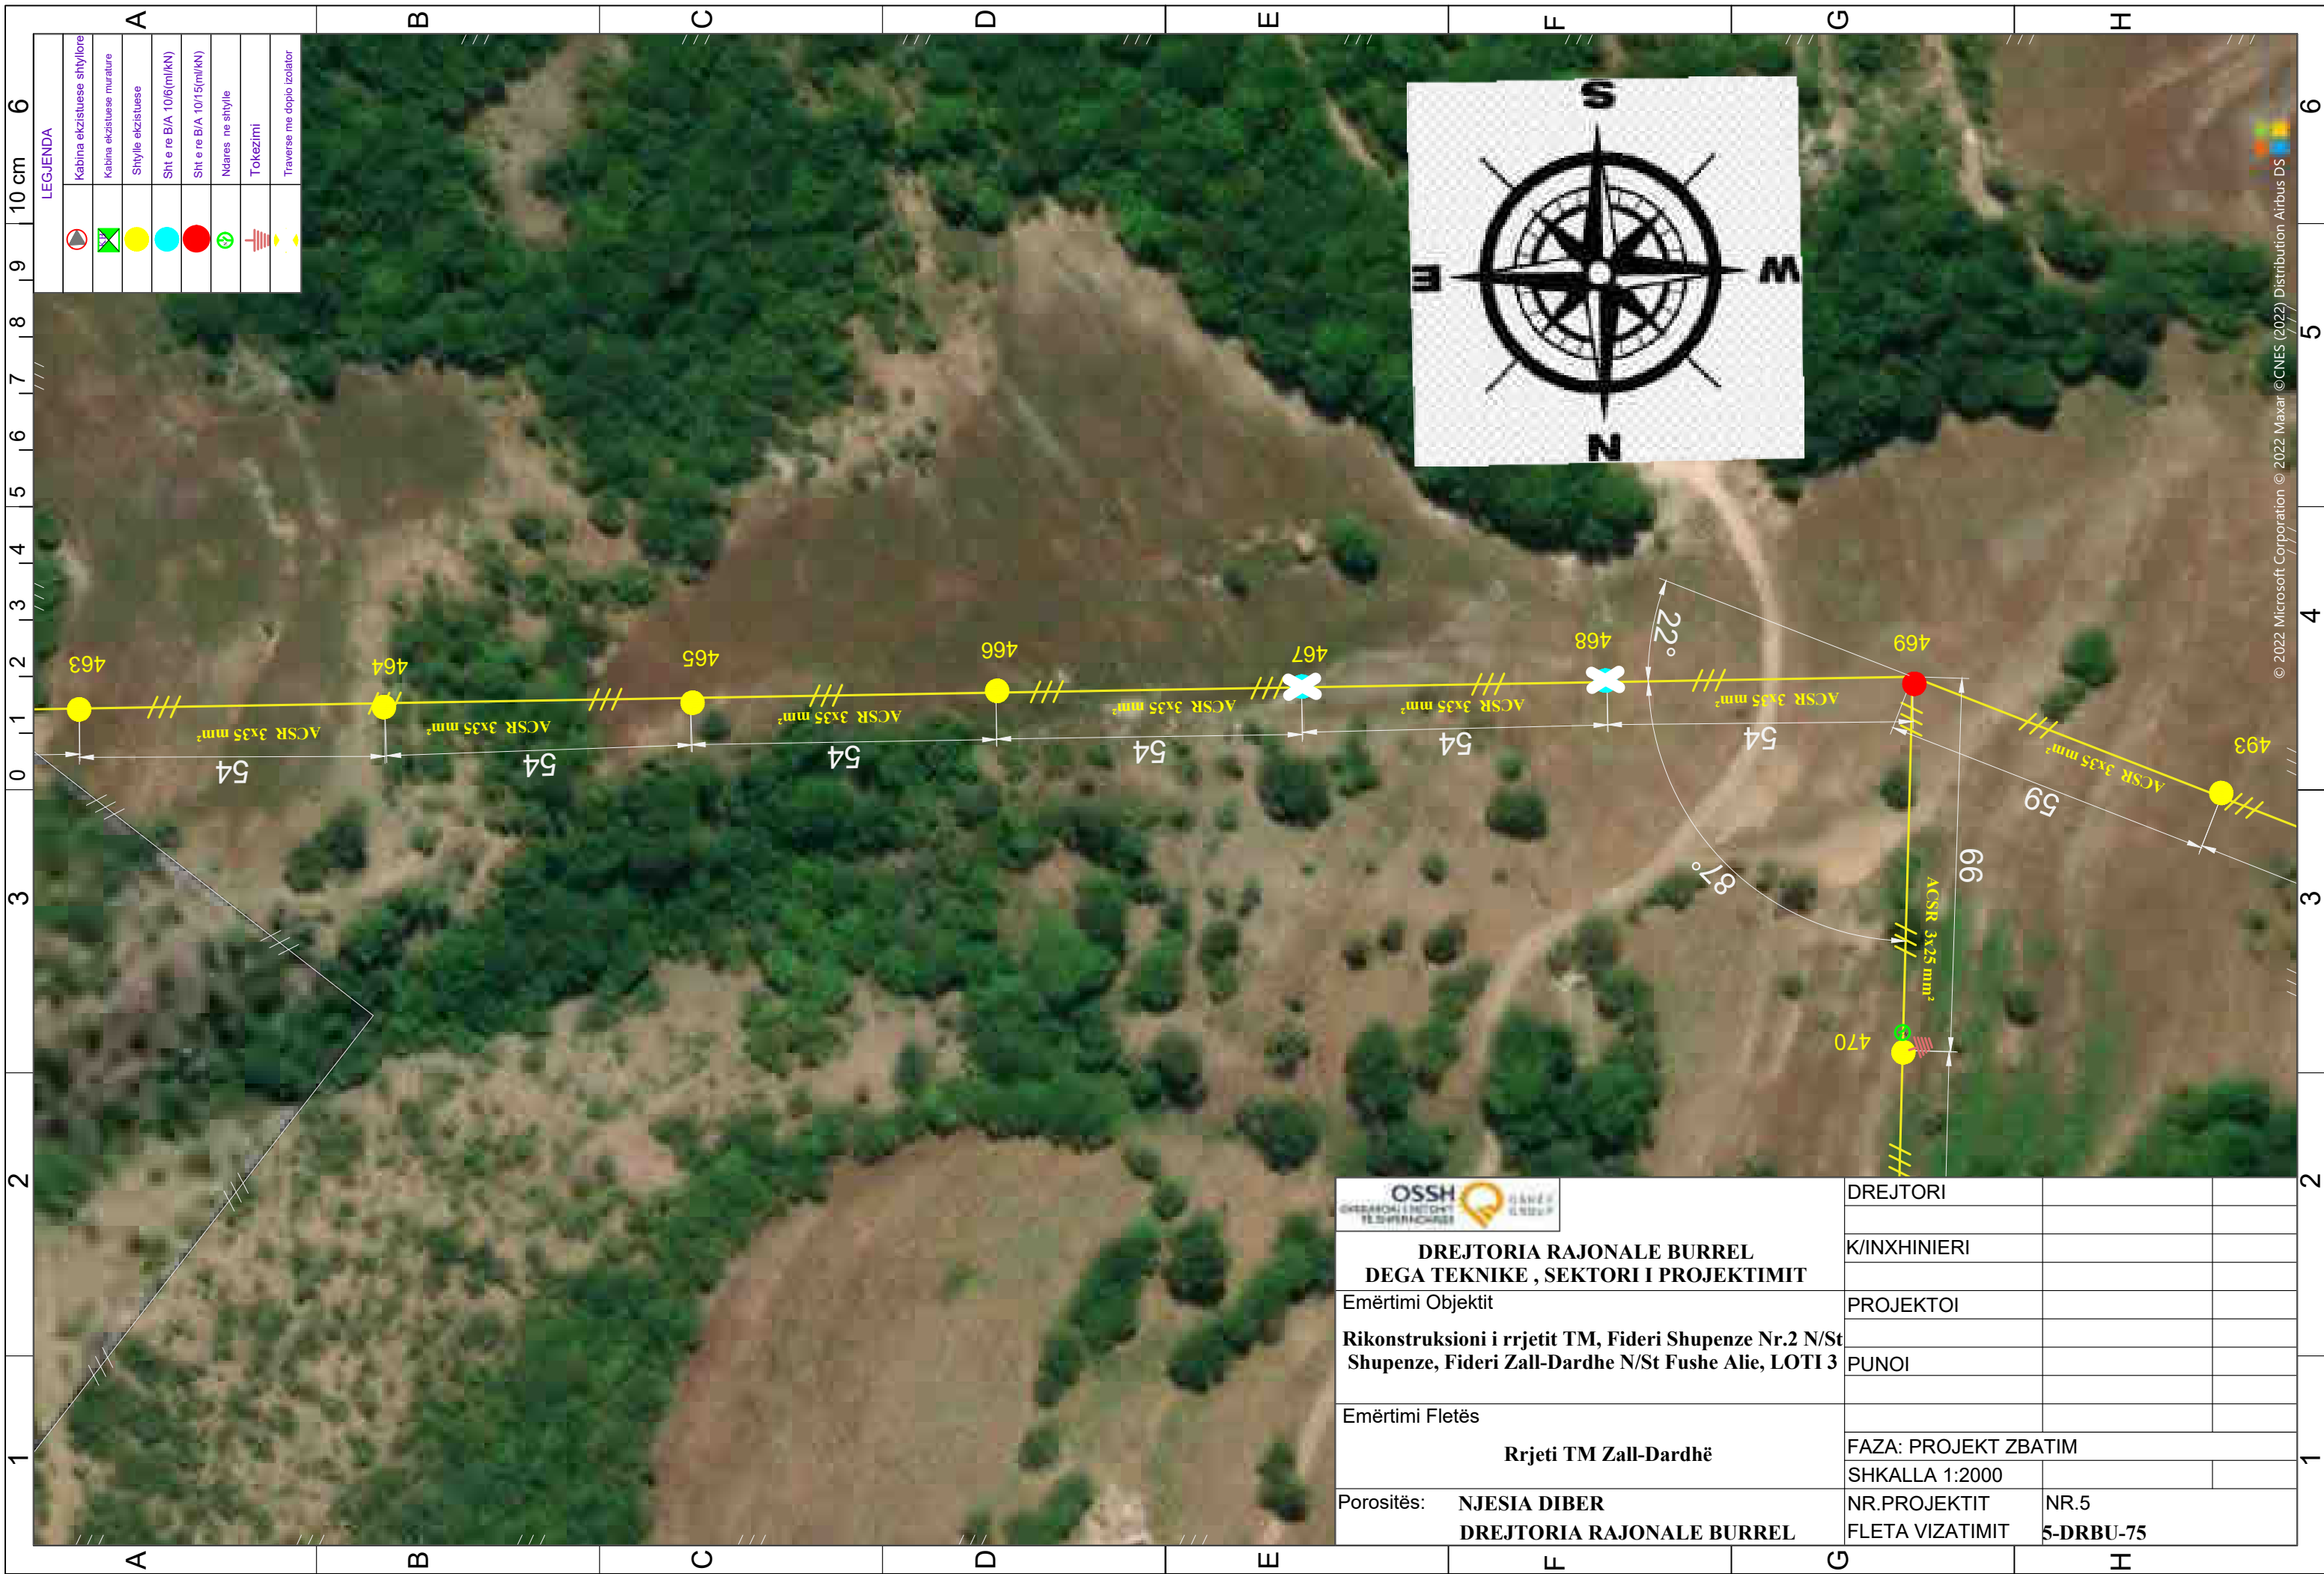 A B C D E F G H
6
10 cm
9
8
7
6
5
4
3
2
1
0
3
2
1
6
5
4
3
2
1
LEGJENDA
Kabina ekzistuese shtyllore
Kabina ekzistuese murature
Shtylle ekzistuese
Sht e re B/A 10/6(ml/kN)
Sht e re B/A 10/15(ml/kN)
Ndares ne shtylle
Tokezimi
Traverse me dopio izolator
S
E
W
N
463
464
465
466
467
468
469
493
470
ACSR 3x35 mm²
ACSR 3x35 mm²
ACSR 3x35 mm²
ACSR 3x35 mm²
ACSR 3x35 mm²
ACSR 3x35 mm²
ACSR 3x35 mm²
ACSR 3x25 mm²
54
54
54
54
54
54
59
66
22°
87°
© 2022 Microsoft Corporation © 2022 Maxar ©CNES (2022) Distribution Airbus DS
OSSH
DREJTORIA RAJONALE BURREL
DEGA TEKNIKE , SEKTORI I PROJEKTIMIT
Emërtimi Objektit
Rikonstruksioni i rrjetit TM, Fideri Shupenze Nr.2 N/St
Shupenze, Fideri Zall-Dardhe N/St Fushe Alie, LOTI 3
Emërtimi Fletës
Rrjeti TM Zall-Dardhë
Porositës: NJESIA DIBER
DREJTORIA RAJONALE BURREL
DREJTORI
K/INXHINIERI
PROJEKTOI
PUNOI
FAZA: PROJEKT ZBATIM
SHKALLA 1:2000
NR.PROJEKTIT NR.5
FLETA VIZATIMIT 5-DRBU-75
A B C D E F G H